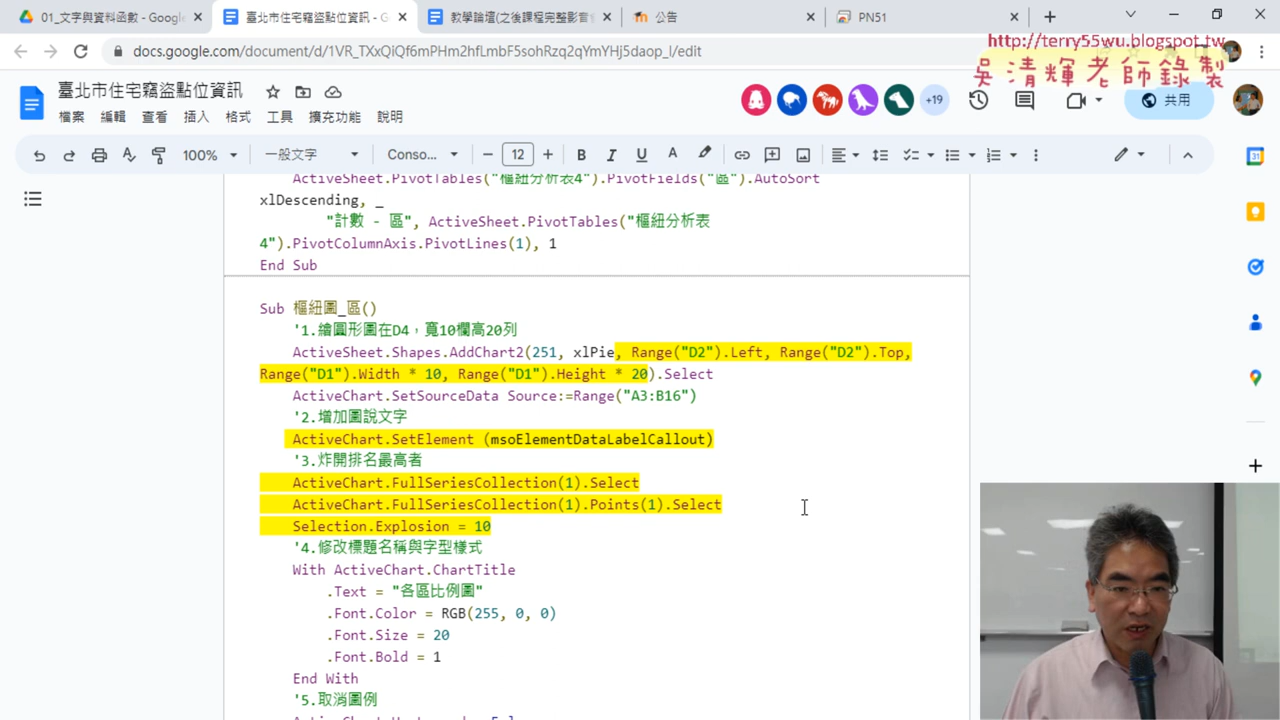 01_文字與資料函數 - Google
臺北市住宅竊盜點位資訊 - G
教學論壇(之後課程完整影音
公告
PN51
docs.google.com/document/d/1VR_TXxQiQf6mPHm2hfLmbF5sohRzq2qYmYHj5daop_I/edit
http://terry55wu.blogspot.tw
吳清輝老師錄製
臺北市住宅竊盜點位資訊
+19
共用
檔案 編輯 查看 插入 格式 工具 擴充功能 說明
100% 一般文字 Conso... 12 B I U A
ActiveSheet.PivotTables("樞紐分析表4").PivotFields("區").AutoSort
xlDescending, _
"計數 - 區", ActiveSheet.PivotTables("樞紐分析表
4").PivotColumnAxis.PivotLines(1), 1
End Sub
Sub 樞紐圖_區()
'1.繪圓形圖在D4，寬10欄高20列
ActiveSheet.Shapes.AddChart2(251, xlPie, Range("D2").Left, Range("D2").Top,
Range("D1").Width * 10, Range("D1").Height * 20).Select
ActiveChart.SetSourceData Source:=Range("A3:B16")
'2.增加圖說文字
ActiveChart.SetElement (msoElementDataLabelCallout)
'3.炸開排名最高者
ActiveChart.FullSeriesCollection(1).Select
ActiveChart.FullSeriesCollection(1).Points(1).Select
Selection.Explosion = 10
'4.修改標題名稱與字型樣式
With ActiveChart.ChartTitle
.Text = "各區比例圖"
.Font.Color = RGB(255, 0, 0)
.Font.Size = 20
.Font.Bold = 1
End With
'5.取消圖例